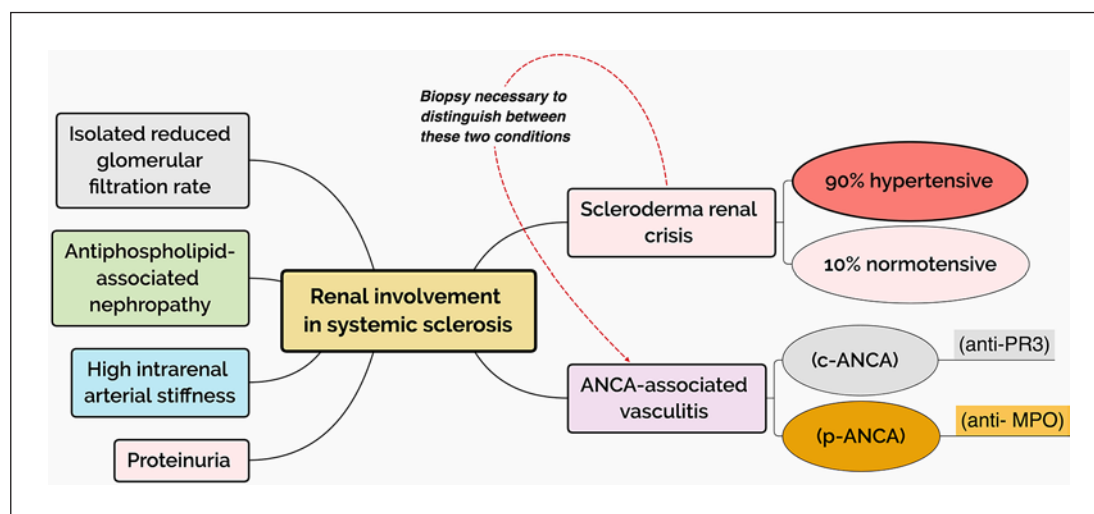 Isolated reduced
glomerular
filtration rate
Antiphospholipid-
associated
nephropathy
High intrarenal
arterial stiffness
Proteinuria
Renal involvement
in systemic sclerosis
Biopsy necessary to
distinguish between
these two conditions
Scleroderma renal
crisis
90% hypertensive
10% normotensive
ANCA-associated
vasculitis
(c-ANCA)
(anti-PR3)
(p-ANCA)
(anti- MPO)